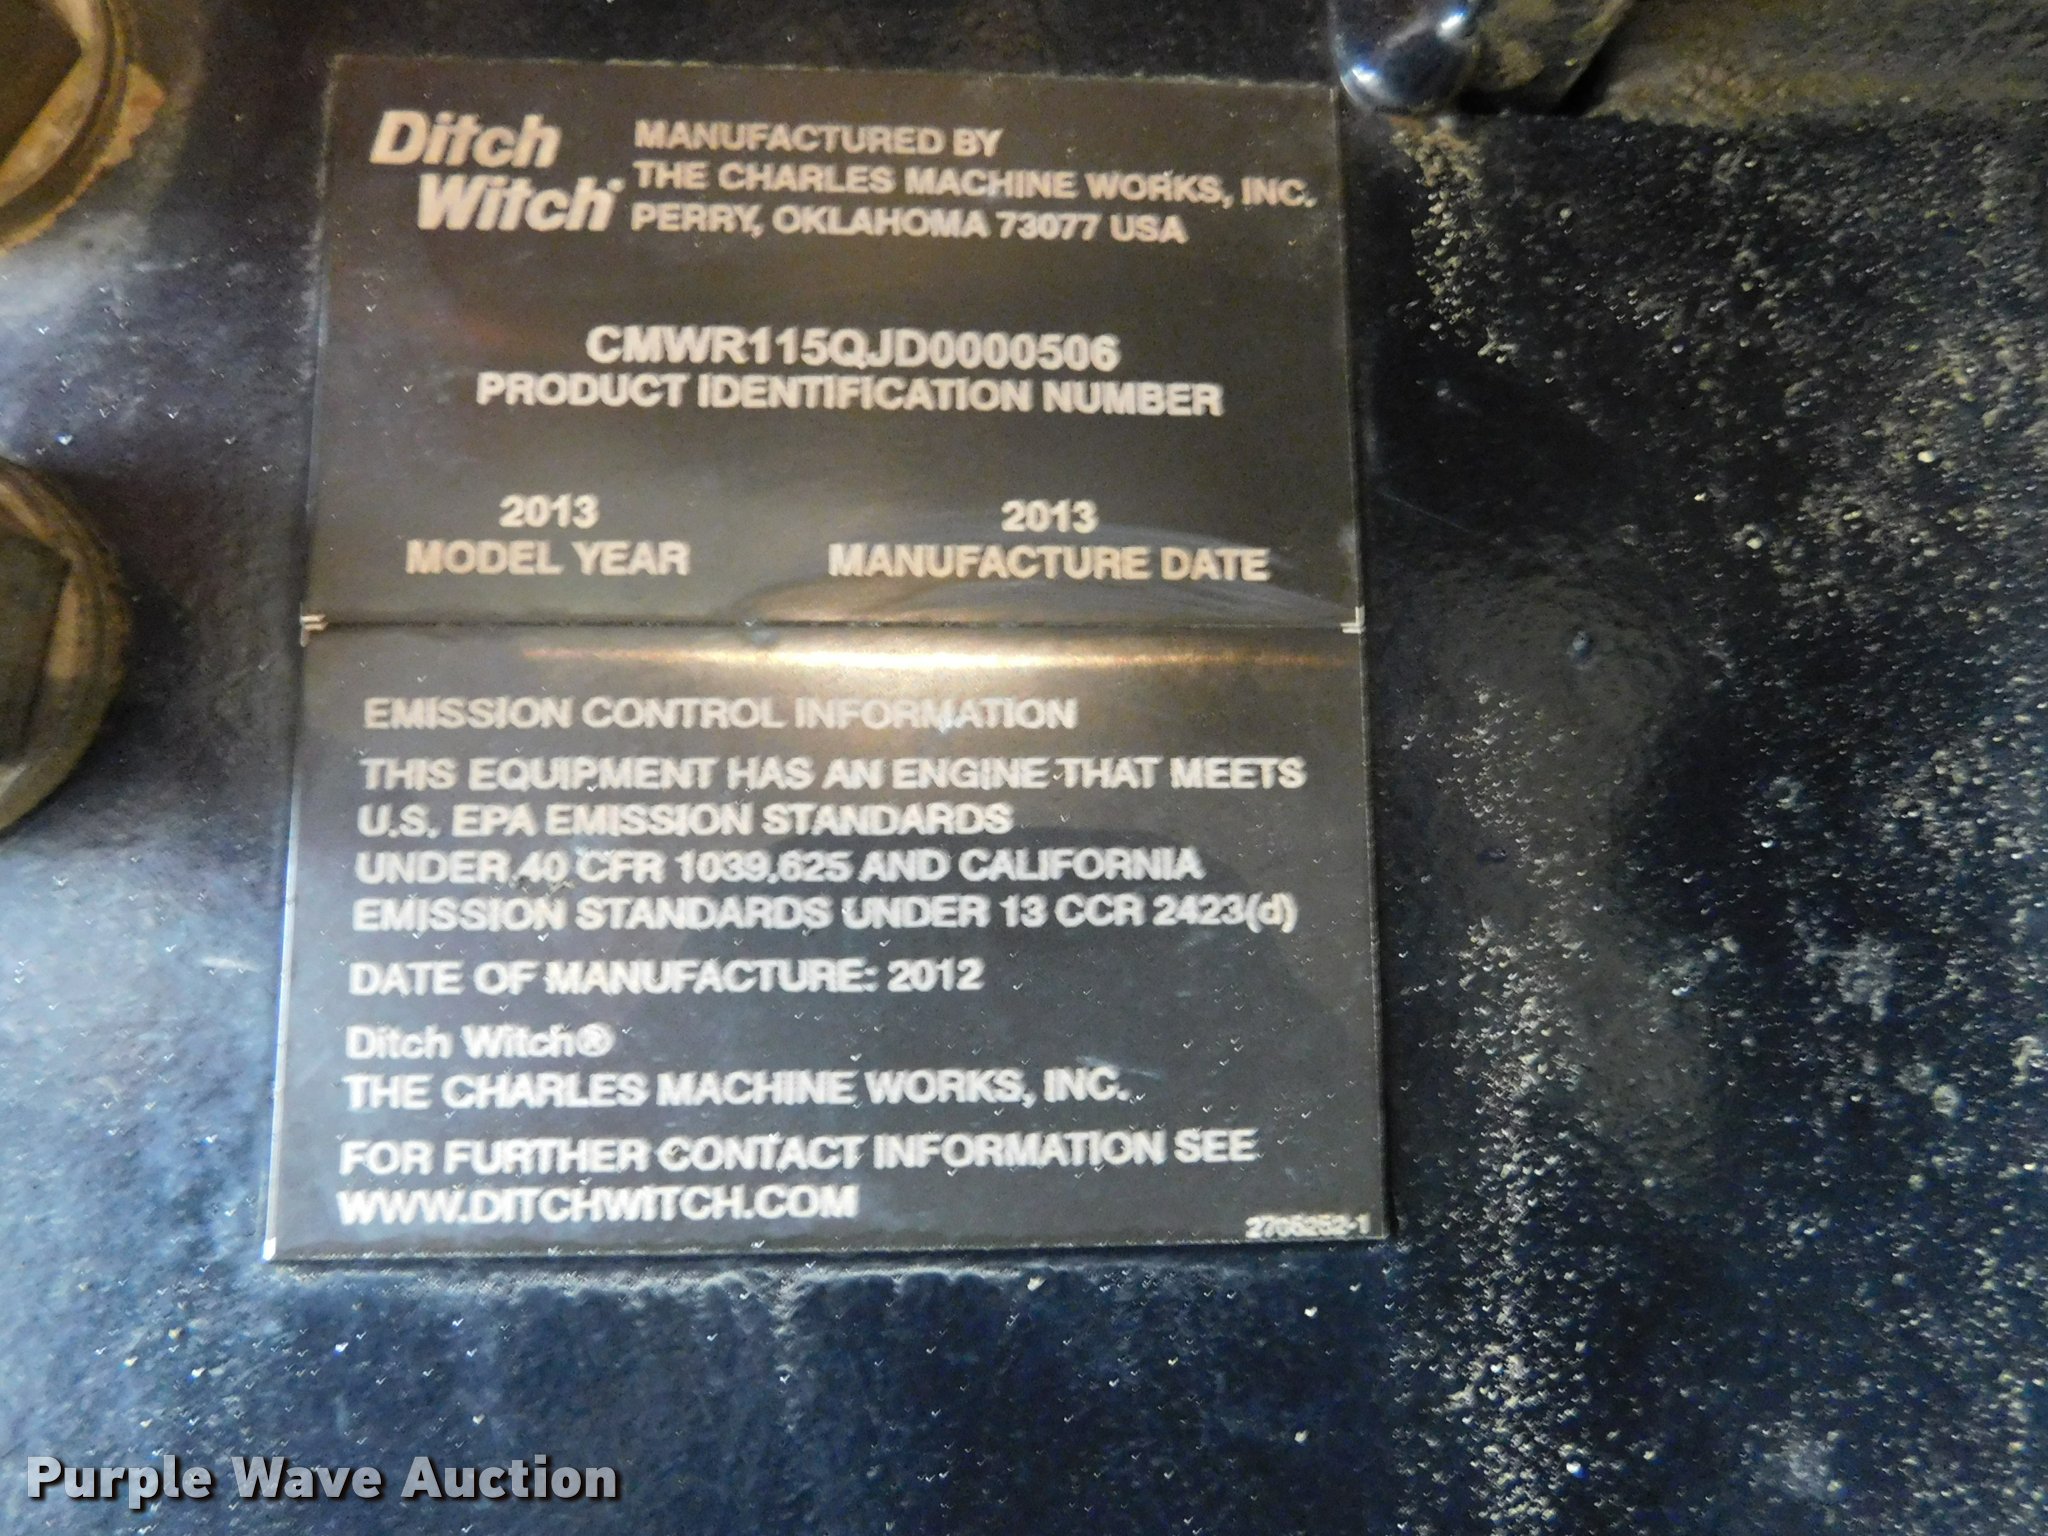 Ditch
Witch®
MANUFACTURED BY
THE CHARLES MACHINE WORKS, INC.
PERRY, OKLAHOMA 73077 USA
CMWR115QJD0000506
PRODUCT IDENTIFICATION NUMBER
2013
MODEL YEAR
2013
MANUFACTURE DATE
EMISSION CONTROL INFORMATION
THIS EQUIPMENT HAS AN ENGINE THAT MEETS
U.S. EPA EMISSION STANDARDS
UNDER 40 CFR 1039.625 AND CALIFORNIA
EMISSION STANDARDS UNDER 13 CCR 2423(d)
DATE OF MANUFACTURE: 2012
Ditch Witch®
THE CHARLES MACHINE WORKS, INC.
FOR FURTHER CONTACT INFORMATION SEE
WWW.DITCHWITCH.COM
Purple Wave Auction